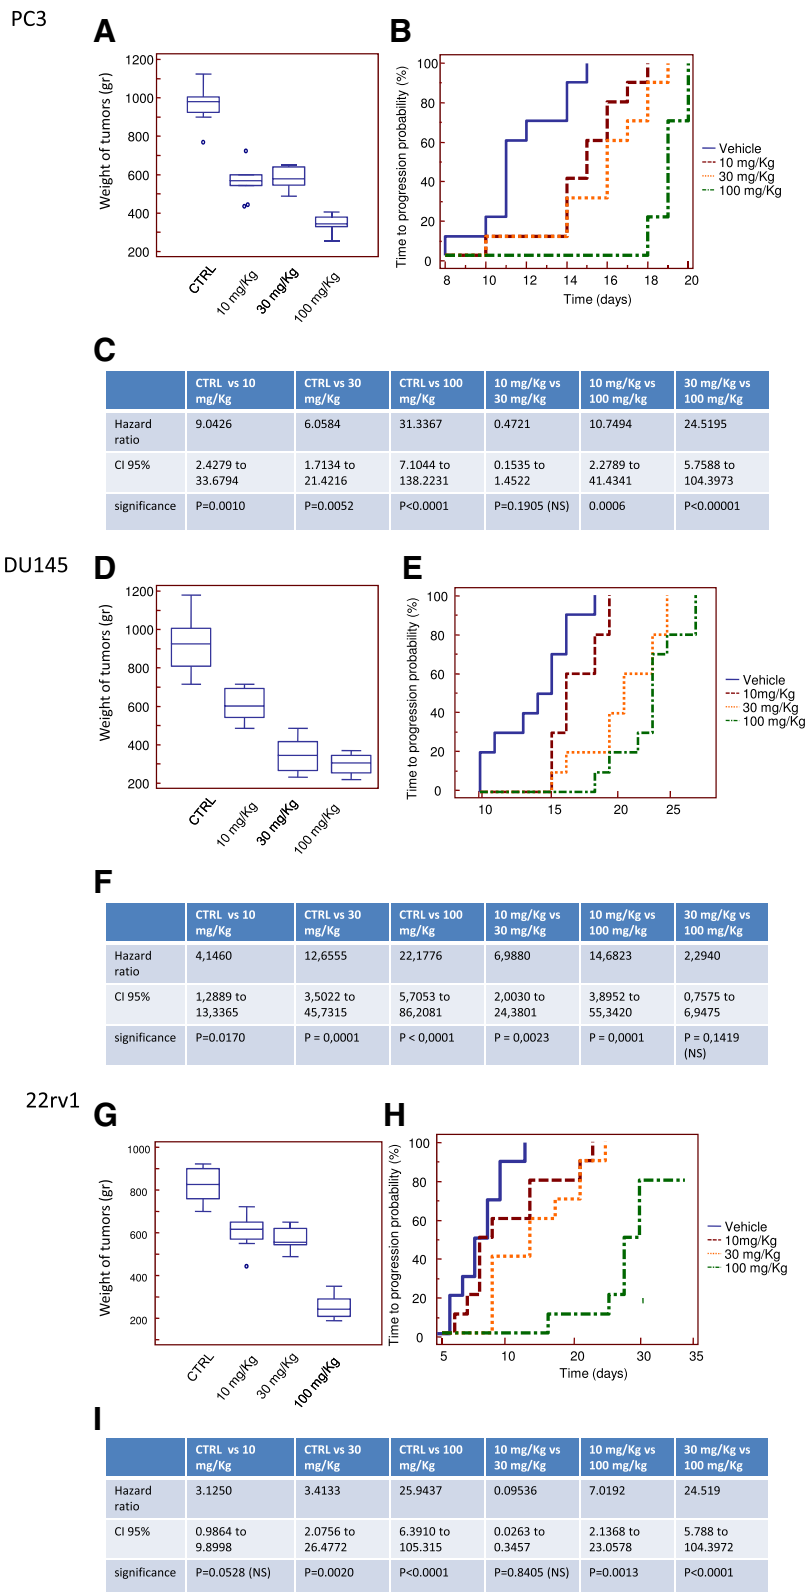 PC3
A
Weight of tumors (gr)
1200
1000
800
600
400
200
CTRL
10 mg/Kg
30 mg/Kg
100 mg/Kg
B
Time to progression probability (%)
100
80
60
40
20
0
8 10 12 14 16 18 20
Time (days)
Vehicle
10 mg/Kg
30 mg/Kg
100 mg/Kg
C
CTRL vs 10 mg/Kg
CTRL vs 30 mg/Kg
CTRL vs 100 mg/Kg
10 mg/Kg vs 30 mg/Kg
10 mg/Kg vs 100 mg/kg
30 mg/Kg vs 100 mg/Kg
Hazard ratio 9.0426 6.0584 31.3367 0.4721 10.7494 24.5195
CI 95% 2.4279 to 33.6794 1.7134 to 21.4216 7.1044 to 138.2231 0.1535 to 1.4522 2.2789 to 41.4341 5.7588 to 104.3973
significance P=0.0010 P=0.0052 P<0.0001 P=0.1905 (NS) 0.0006 P<0.00001
DU145
D
Weight of tumors (gr)
1200
1000
800
600
400
200
CTRL
10 mg/Kg
30 mg/Kg
100 mg/Kg
E
Time to progression probability (%)
100
80
60
40
20
0
10 15 20 25
Vehicle
10mg/Kg
30 mg/Kg
100 mg/Kg
F
CTRL vs 10 mg/Kg
CTRL vs 30 mg/Kg
CTRL vs 100 mg/Kg
10 mg/Kg vs 30 mg/Kg
10 mg/Kg vs 100 mg/kg
30 mg/Kg vs 100 mg/Kg
Hazard ratio 4,1460 12,6555 22,1776 6,9880 14,6823 2,2940
CI 95% 1,2889 to 13,3365 3,5022 to 45,7315 5,7053 to 86,2081 2,0030 to 24,3801 3,8952 to 55,3420 0,7575 to 6,9475
significance P=0.0170 P = 0,0001 P < 0,0001 P = 0,0023 P = 0,0001 P = 0,1419 (NS)
22rv1
G
Weight of tumors (gr)
1000
800
600
400
200
CTRL
10 mg/Kg
30 mg/Kg
100 mg/Kg
H
Time to progression probability (%)
100
80
60
40
20
0
5 10 20 30 35
Time (days)
Vehicle
10mg/Kg
30 mg/Kg
100 mg/Kg
I
CTRL vs 10 mg/Kg
CTRL vs 30 mg/Kg
CTRL vs 100 mg/Kg
10 mg/Kg vs 30 mg/Kg
10 mg/Kg vs 100 mg/kg
30 mg/Kg vs 100 mg/Kg
Hazard ratio 3.1250 3.4133 25.9437 0.09536 7.0192 24.519
CI 95% 0.9864 to 9.8998 2.0756 to 26.4772 6.3910 to 105.315 0.0263 to 0.3457 2.1368 to 23.0578 5.788 to 104.3972
significance P=0.0528 (NS) P=0.0020 P<0.0001 P=0.8405 (NS) P=0.0013 P<0.0001